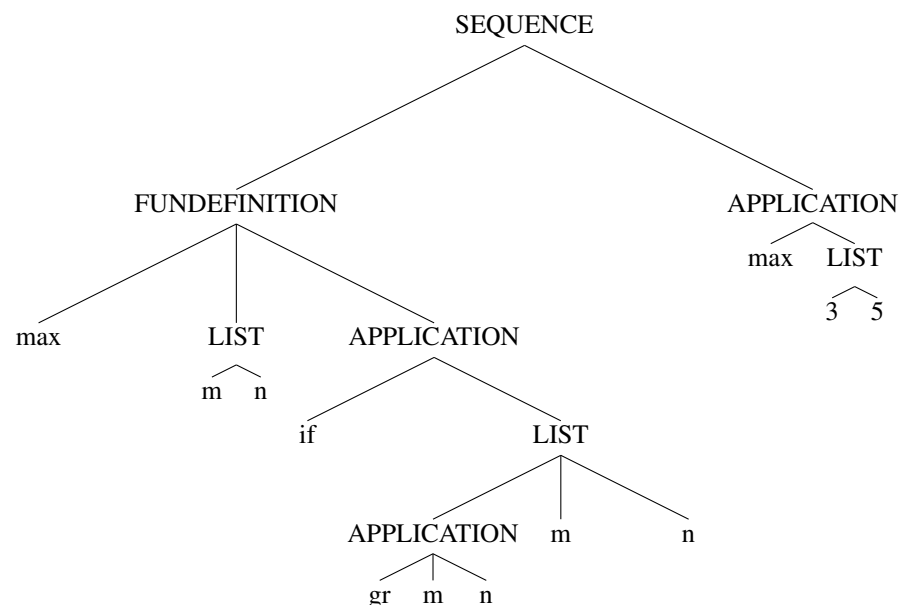 SEQUENCE
FUNDEFINITION APPLICATION
max LIST
3 5
max LIST APPLICATION
m n
if LIST
APPLICATION m n
gr m n